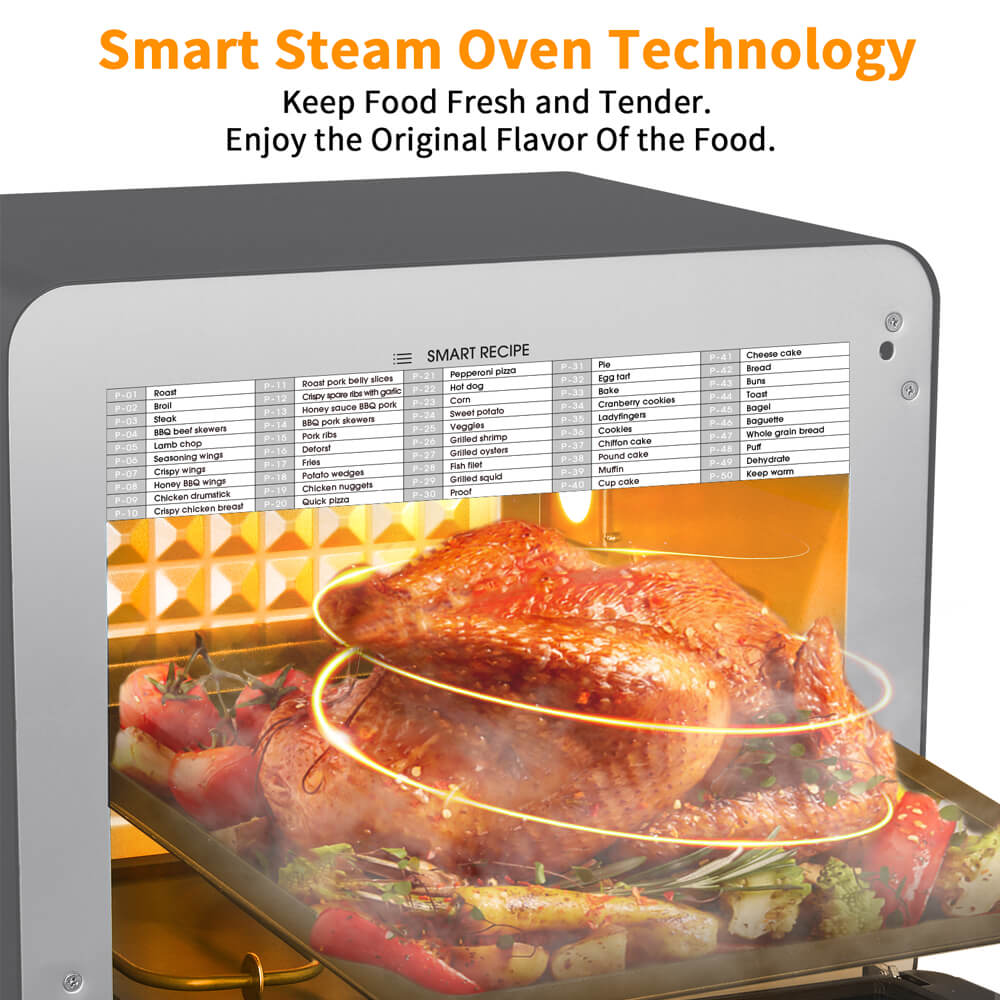 Smart Steam Oven Technology
Keep Food Fresh and Tender.
Enjoy the Original Flavor Of the Food.
SMART RECIPE
P-01 Roast
P-02 Broil
P-03 Steak
P-04 BBQ beef skewers
P-05 Lamb chop
P-06 Seasoning wings
P-07 Crispy wings
P-08 Honey BBQ wings
P-09 Chicken drumstick
P-10 Crispy chicken breast
P-11 Roast pork belly slices
P-12 Crispy spare ribs with garlic
P-13 Honey sauce BBQ pork
P-14 BBQ pork skewers
P-15 Pork ribs
P-16 Deforst
P-17 Fries
P-18 Potato wedges
P-19 Chicken nuggets
P-20 Quick pizza
P-21 Pepperoni pizza
P-22 Hot dog
P-23 Corn
P-24 Sweet potato
P-25 Veggies
P-26 Grilled shrimp
P-27 Grilled oysters
P-28 Fish filet
P-29 Grilled squid
P-30 Proof
P-31 Pie
P-32 Egg tart
P-33 Bake
P-34 Cranberry cookies
P-35 Ladyfingers
P-36 Cookies
P-37 Chiffon cake
P-38 Pound cake
P-39 Muffin
P-40 Cup cake
P-41 Cheese cake
P-42 Bread
P-43 Buns
P-44 Toast
P-45 Bagel
P-46 Baguette
P-47 Whole grain bread
P-48 Puff
P-49 Dehydrate
P-50 Keep warm